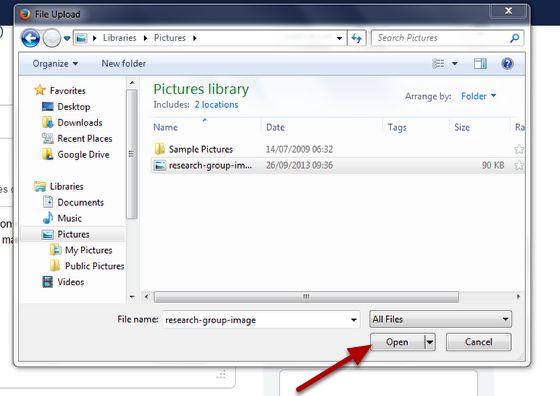 File Upload
Libraries Pictures
Search Pictures
Organize New folder
Favorites
Desktop
Downloads
Recent Places
Google Drive
Libraries
Documents
Music
Pictures
My Pictures
Public Pictures
Videos
Pictures library
Includes: 2 locations
Arrange by: Folder
Name Date Tags Size Ra
Sample Pictures 14/07/2009 06:32
research-group-im... 26/09/2013 09:36 90 KB
File name: research-group-image All Files
Open Cancel